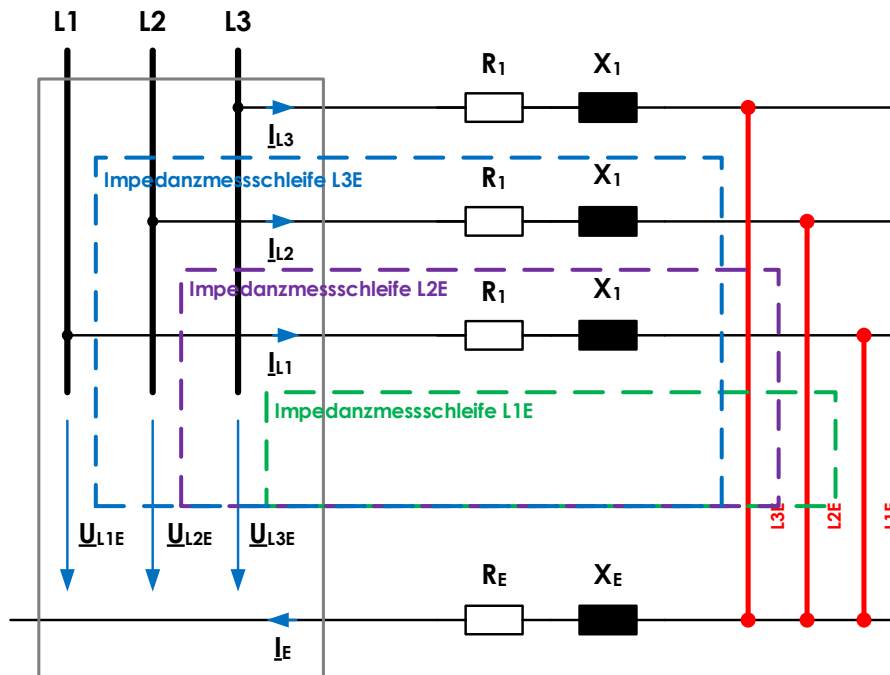 L1 L2 L3
R1 X1
IL3
Impedanzmessschleife L3E
R1 X1
IL2
Impedanzmessschleife L2E
R1 X1
IL1
Impedanzmessschleife L1E
UL1E UL2E UL3E
L3E L2E L1E
RE XE
IE